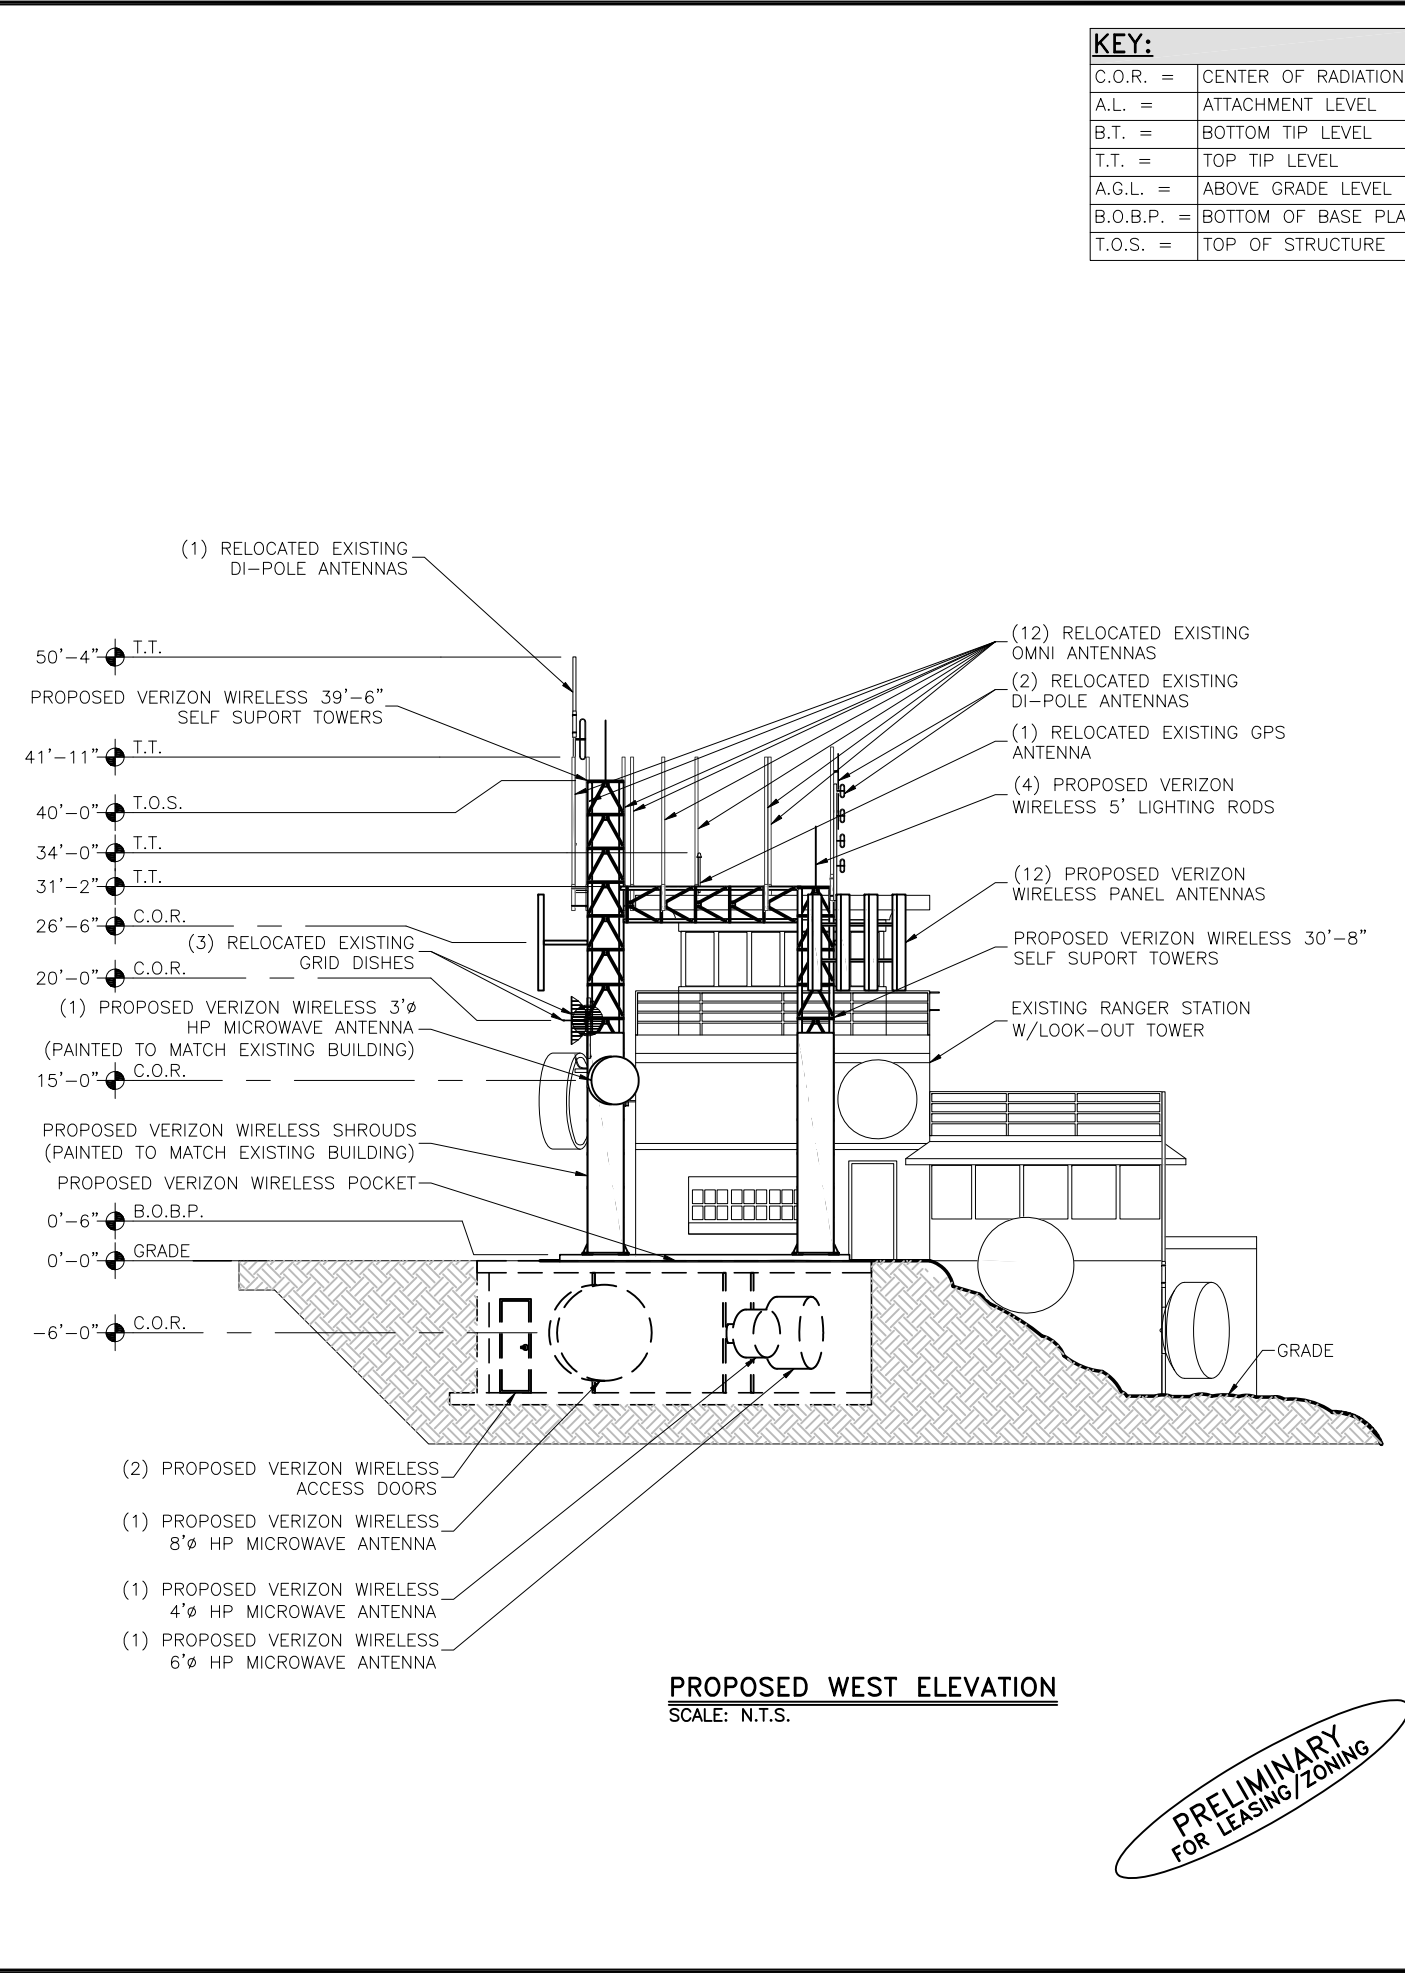 KEY:
C.O.R. = CENTER OF RADIATION
A.L. = ATTACHMENT LEVEL
B.T. = BOTTOM TIP LEVEL
T.T. = TOP TIP LEVEL
A.G.L. = ABOVE GRADE LEVEL
B.O.B.P. = BOTTOM OF BASE PLA
T.O.S. = TOP OF STRUCTURE
(1) RELOCATED EXISTING
DI-POLE ANTENNAS
50'-4" T.T.
PROPOSED VERIZON WIRELESS 39'-6"
SELF SUPORT TOWERS
41'-11" T.T.
40'-0" T.O.S.
34'-0" T.T.
31'-2" T.T.
26'-6" C.O.R.
(3) RELOCATED EXISTING
GRID DISHES
20'-0" C.O.R.
(1) PROPOSED VERIZON WIRELESS 3'ø
HP MICROWAVE ANTENNA
(PAINTED TO MATCH EXISTING BUILDING)
15'-0" C.O.R.
PROPOSED VERIZON WIRELESS SHROUDS
(PAINTED TO MATCH EXISTING BUILDING)
PROPOSED VERIZON WIRELESS POCKET
0'-6" B.O.B.P.
0'-0" GRADE
-6'-0" C.O.R.
(12) RELOCATED EXISTING
OMNI ANTENNAS
(2) RELOCATED EXISTING
DI-POLE ANTENNAS
(1) RELOCATED EXISTING GPS
ANTENNA
(4) PROPOSED VERIZON
WIRELESS 5' LIGHTING RODS
(12) PROPOSED VERIZON
WIRELESS PANEL ANTENNAS
PROPOSED VERIZON WIRELESS 30'-8"
SELF SUPORT TOWERS
EXISTING RANGER STATION
W/LOOK-OUT TOWER
GRADE
(2) PROPOSED VERIZON WIRELESS
ACCESS DOORS
(1) PROPOSED VERIZON WIRELESS
8'ø HP MICROWAVE ANTENNA
(1) PROPOSED VERIZON WIRELESS
4'ø HP MICROWAVE ANTENNA
(1) PROPOSED VERIZON WIRELESS
6'ø HP MICROWAVE ANTENNA
PROPOSED WEST ELEVATION
SCALE: N.T.S.
PRELIMINARY
FOR LEASING/ZONING